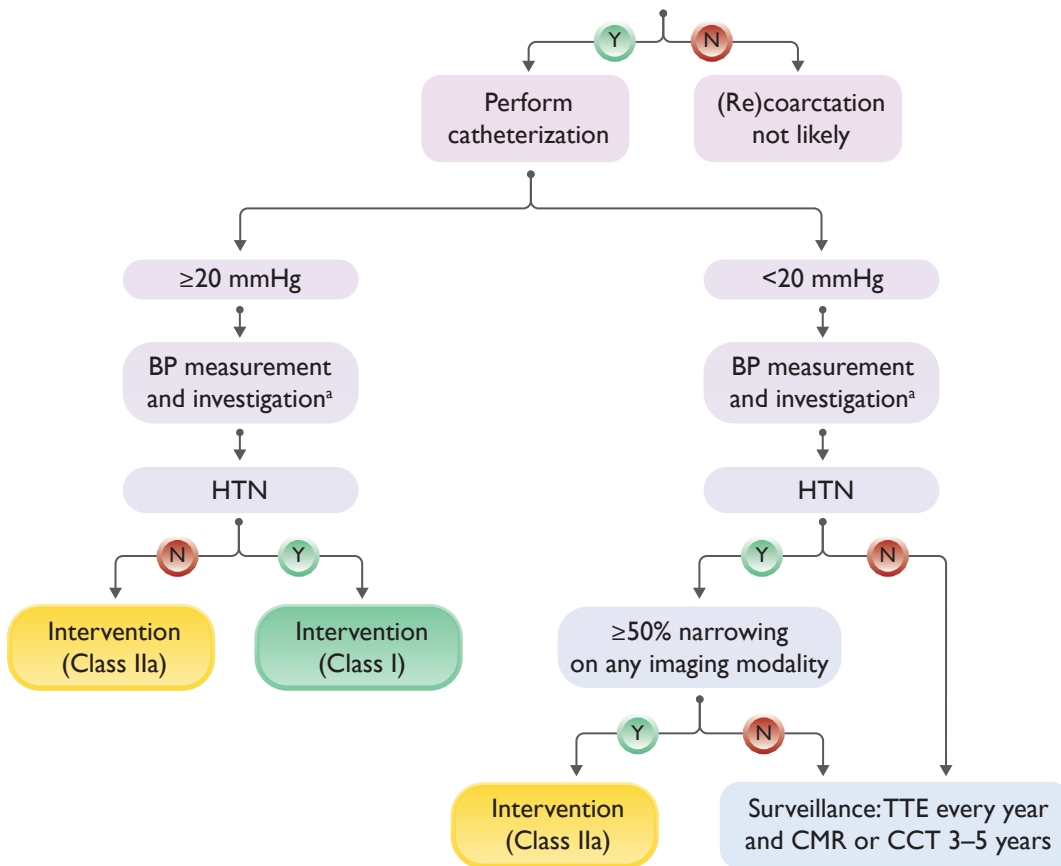 Y
N
Perform
catheterization
(Re)coarctation
not likely
≥20 mmHg
<20 mmHg
BP measurement
and investigationᵃ
BP measurement
and investigationᵃ
HTN
HTN
N
Y
Y
N
Intervention
(Class IIa)
Intervention
(Class I)
≥50% narrowing
on any imaging modality
Y
N
Intervention
(Class IIa)
Surveillance: TTE every year
and CMR or CCT 3–5 years